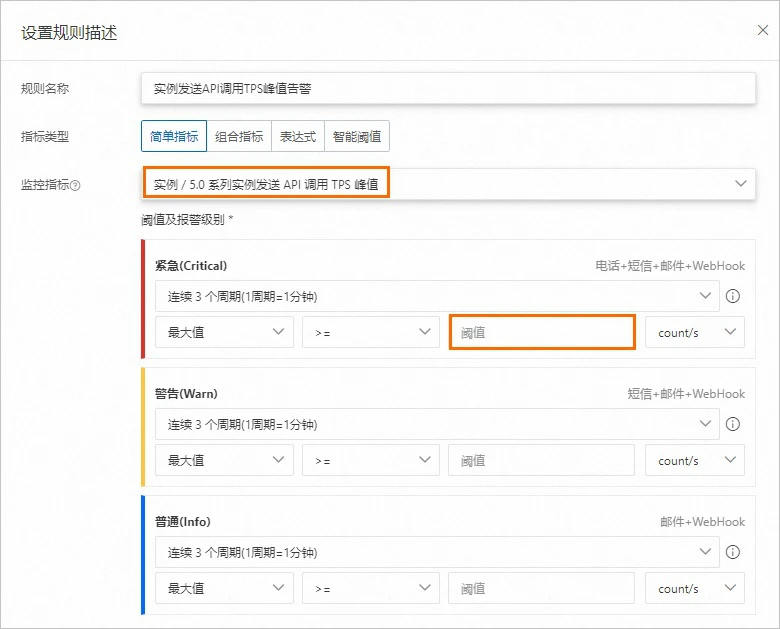 设置规则描述
规则名称
实例发送API调用TPS峰值告警
指标类型
简单指标 组合指标 表达式 智能阈值
监控指标
实例 / 5.0 系列实例发送 API 调用 TPS 峰值
阈值及报警级别 *
紧急(Critical) 电话+短信+邮件+WebHook
连续 3 个周期(1周期=1分钟)
最大值 >= 阈值 count/s
警告(Warn) 短信+邮件+WebHook
连续 3 个周期(1周期=1分钟)
最大值 >= 阈值 count/s
普通(Info) 邮件+WebHook
连续 3 个周期(1周期=1分钟)
最大值 >= 阈值 count/s